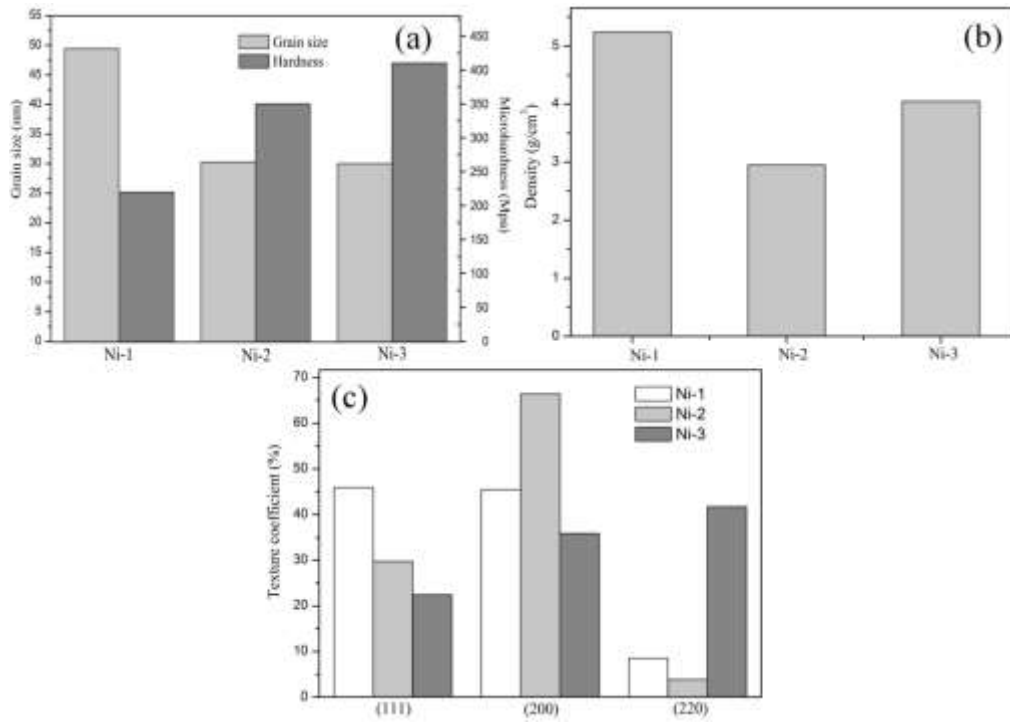 (a)
Grain size
Hardness
Grain size (nm)
55
50
45
40
35
30
25
20
15
10
5
0
Microhardness (Mpa)
450
400
350
300
250
200
150
100
50
0
Ni-1 Ni-2 Ni-3
(b)
Density (g/cm³)
5
4
3
2
1
0
Ni-1 Ni-2 Ni-3
(c)
Ni-1
Ni-2
Ni-3
Texture coefficient (%)
70
60
50
40
30
20
10
0
(111) (200) (220)